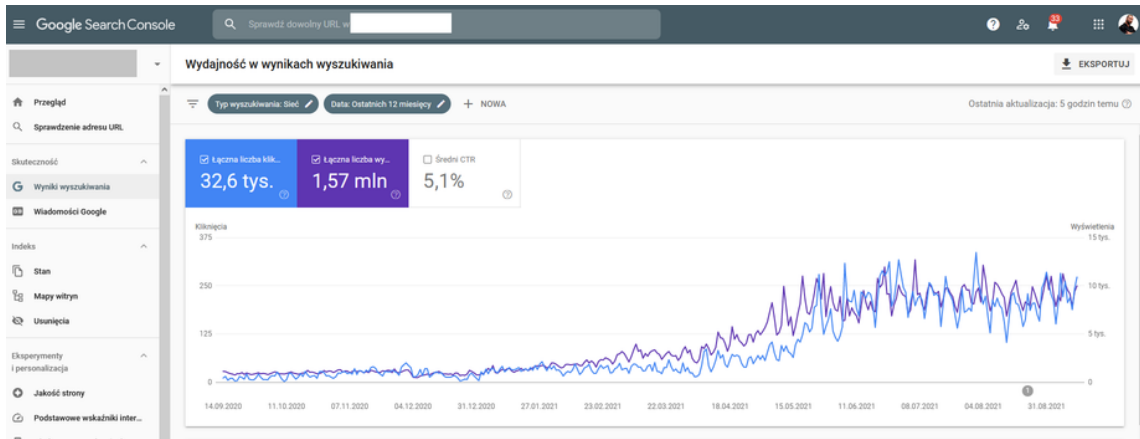 Google Search Console
Sprawdź dowolny URL w
33
Wydajność w wynikach wyszukiwania
EKSPORTUJ
Przegląd
Sprawdzenie adresu URL
Skuteczność
Wyniki wyszukiwania
Wiadomości Google
Indeks
Stan
Mapy witryn
Usunięcia
Eksperymenty
i personalizacja
Jakość strony
Podstawowe wskaźniki inter...
Typ wyszukiwania: Sieć
Data: Ostatnich 12 miesięcy
+ NOWA
Ostatnia aktualizacja: 5 godzin temu
Łączna liczba klik...
32,6 tys.
Łączna liczba wy...
1,57 mln
Średni CTR
5,1%
Kliknięcia
375
250
125
0
Wyświetlenia
15 tys.
10 tys.
5 tys.
0
1
14.09.2020 11.10.2020 07.11.2020 04.12.2020 31.12.2020 27.01.2021 23.02.2021 22.03.2021 18.04.2021 15.05.2021 11.06.2021 08.07.2021 04.08.2021 31.08.2021